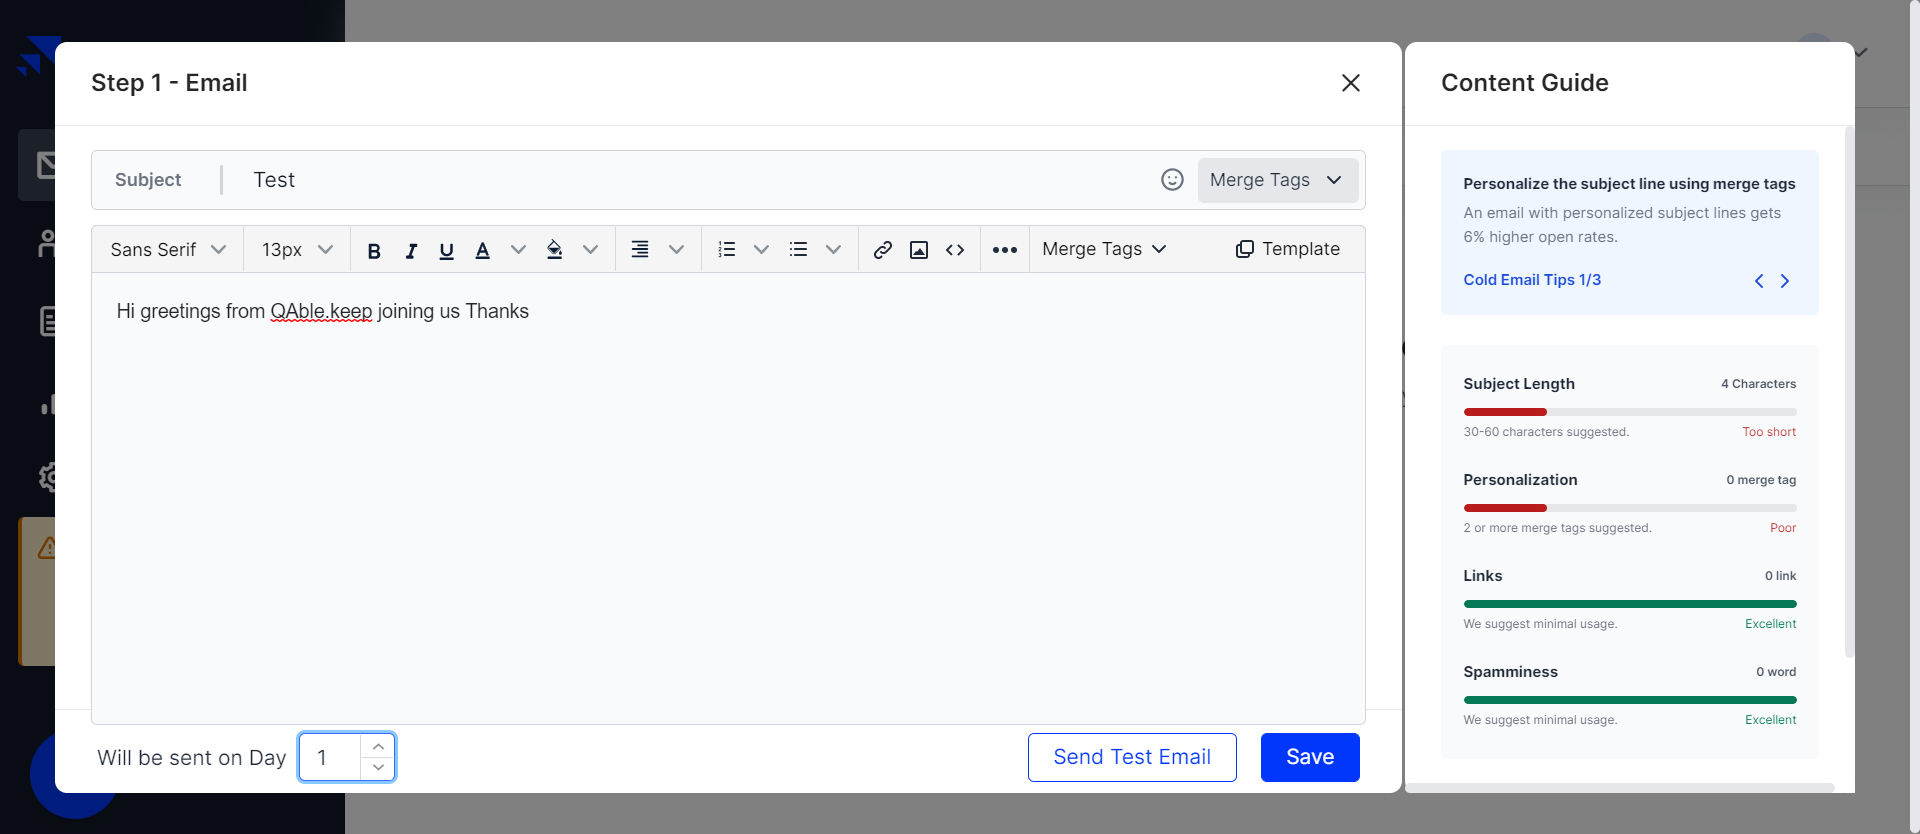 Step 1 - Email
Subject
Test
Merge Tags
Sans Serif
13px
B I U A
Merge Tags
Template
Hi greetings from QAble.keep joining us Thanks
Will be sent on Day
1
Send Test Email
Save
Content Guide
Personalize the subject line using merge tags
An email with personalized subject lines gets
6% higher open rates.
Cold Email Tips 1/3
Subject Length
4 Characters
30-60 characters suggested.
Too short
Personalization
0 merge tag
2 or more merge tags suggested.
Poor
Links
0 link
We suggest minimal usage.
Excellent
Spamminess
0 word
We suggest minimal usage.
Excellent